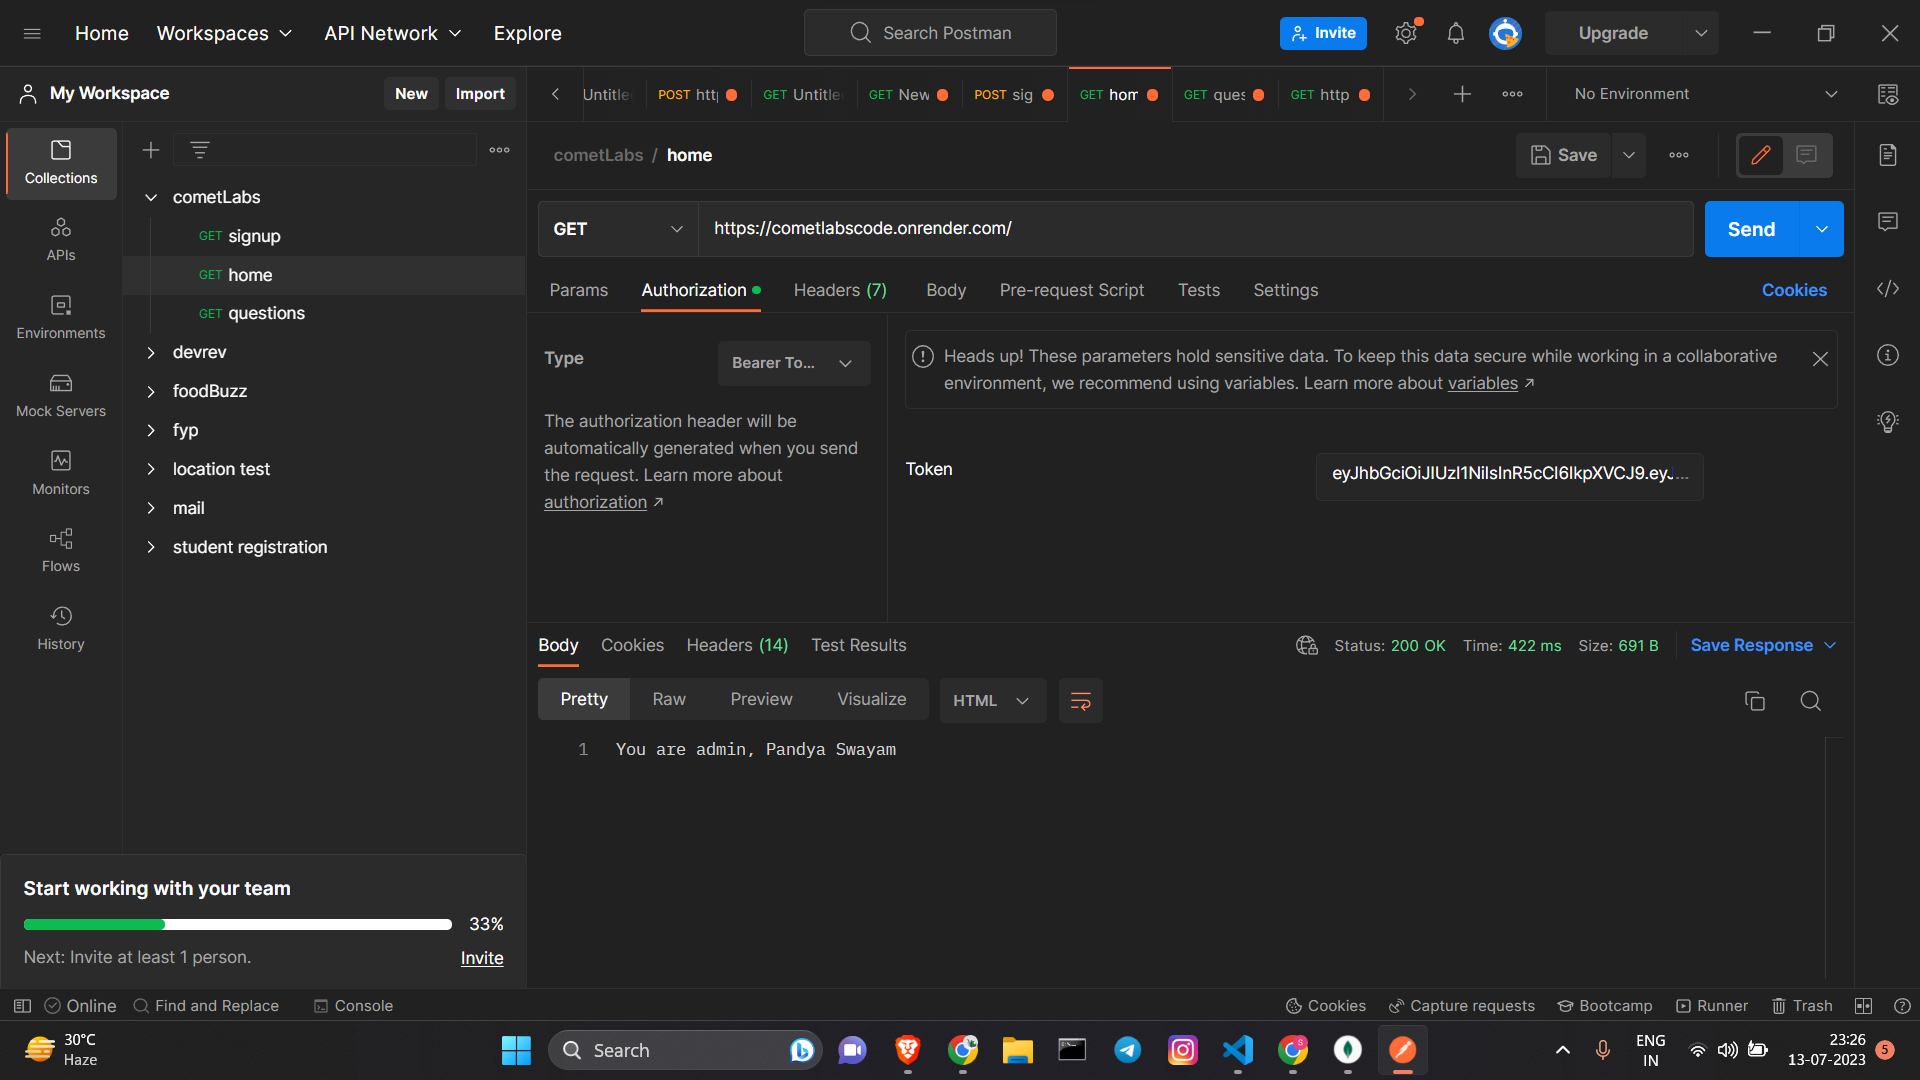 Home
Workspaces
API Network
Explore
Search Postman
Invite
Upgrade
My Workspace
New
Import
Untitle
POST http
GET Untitle
GET New
POST sig
GET hom
GET ques
GET http
No Environment
Collections
APIs
Environments
Mock Servers
Monitors
Flows
History
cometLabs
GET signup
GET home
GET questions
devrev
foodBuzz
fyp
location test
mail
student registration
cometLabs / home
Save
GET
https://cometlabscode.onrender.com/
Send
Params
Authorization
Headers (7)
Body
Pre-request Script
Tests
Settings
Cookies
Type
Bearer To...
The authorization header will be
automatically generated when you send
the request. Learn more about
authorization ↗
Heads up! These parameters hold sensitive data. To keep this data secure while working in a collaborative
environment, we recommend using variables. Learn more about variables ↗
Token
eyJhbGciOiJIUzI1NiIsInR5cCI6IkpXVCJ9.eyJ...
Body
Cookies
Headers (14)
Test Results
Status: 200 OK
Time: 422 ms
Size: 691 B
Save Response
Pretty
Raw
Preview
Visualize
HTML
1 You are admin, Pandya Swayam
Start working with your team
33%
Next: Invite at least 1 person.
Invite
Online
Find and Replace
Console
Cookies
Capture requests
Bootcamp
Runner
Trash
30°C
Haze
Search
ENG
IN
23:26
13-07-2023
5